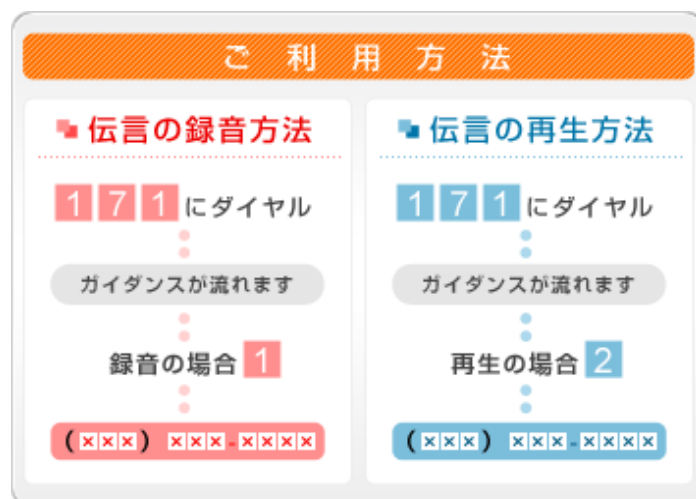 ご利用方法
伝言の録音方法
171にダイヤル
ガイダンスが流れます
録音の場合1
(×××) ×××-××××
伝言の再生方法
171にダイヤル
ガイダンスが流れます
再生の場合2
(×××) ×××-××××